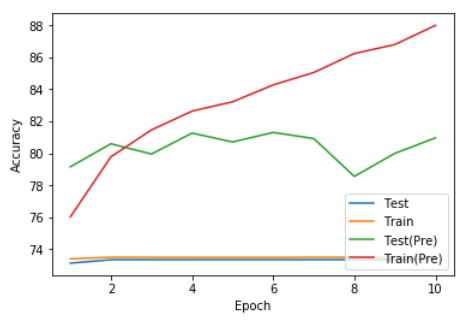 88
86
84
82
80
78
76
74
Accuracy
2
4
6
8
10
Epoch
Test
Train
Test(Pre)
Train(Pre)